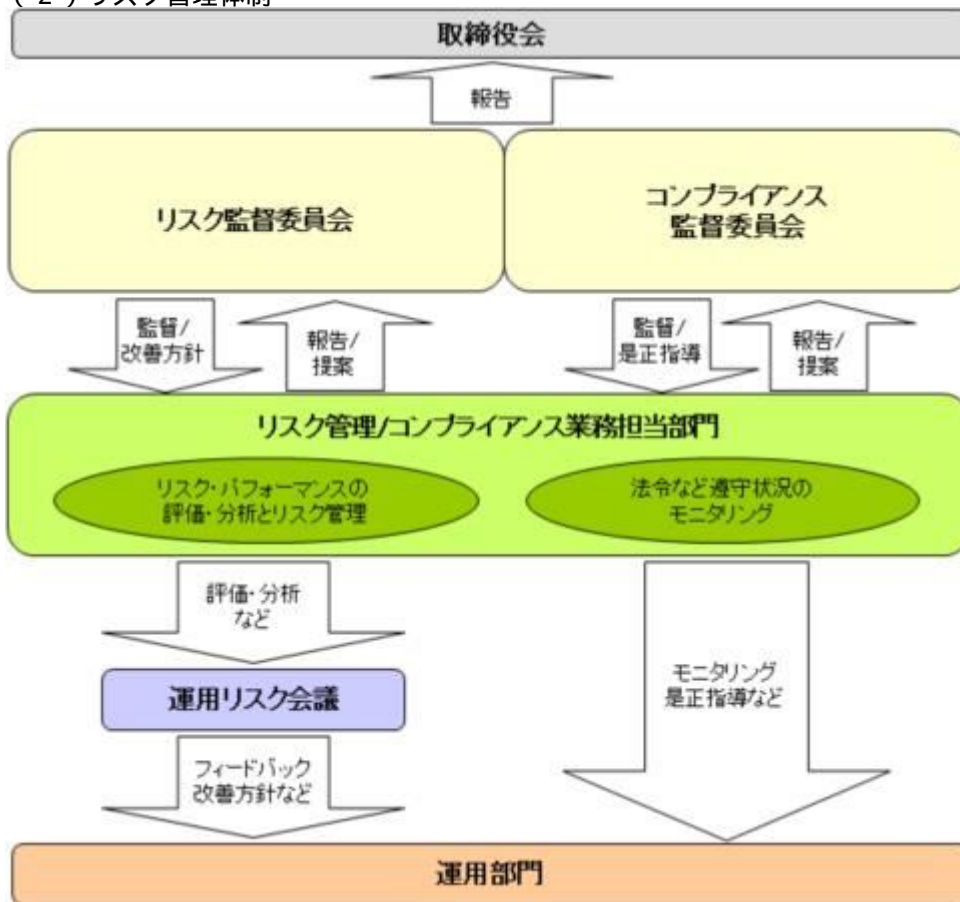 (２)リスク管理体制
取締役会
報告
リスク監督委員会
コンプライアンス
監督委員会
監督/
改善方針
報告/
提案
監督/
是正指導
報告/
提案
リスク管理/コンプライアンス業務担当部門
リスク・パフォーマンスの
評価・分析とリスク管理
法令など遵守状況の
モニタリング
評価・分析
など
運用リスク会議
モニタリング
是正指導など
フィードバック
改善方針など
運用部門